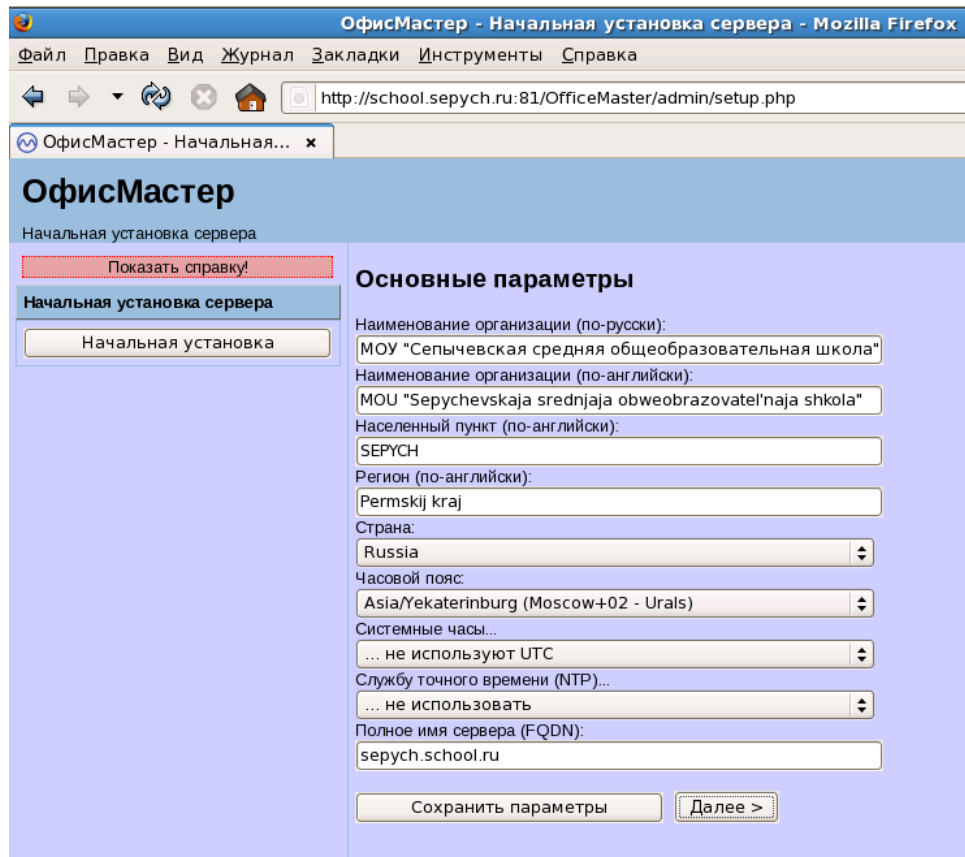 ОфисМастер - Начальная установка сервера - Mozilla Firefox
Файл Правка Вид Журнал Закладки Инструменты Справка
http://school.sepych.ru:81/OfficeMaster/admin/setup.php
ОфисМастер - Начальная... ×
ОфисМастер
Начальная установка сервера
Показать справку!
Начальная установка сервера
Начальная установка
Основные параметры
Наименование организации (по-русски):
МОУ "Сепычевская средняя общеобразовательная школа"
Наименование организации (по-английски):
MOU "Sepychevskaja srednjaja obweobrazovatel'naja shkola"
Населенный пункт (по-английски):
SEPYCH
Регион (по-английски):
Permskij kraj
Страна:
Russia
Часовой пояс:
Asia/Yekaterinburg (Moscow+02 - Urals)
Системные часы...
... не используют UTC
Службу точного времени (NTP)...
... не использовать
Полное имя сервера (FQDN):
sepych.school.ru
Сохранить параметры Далее >